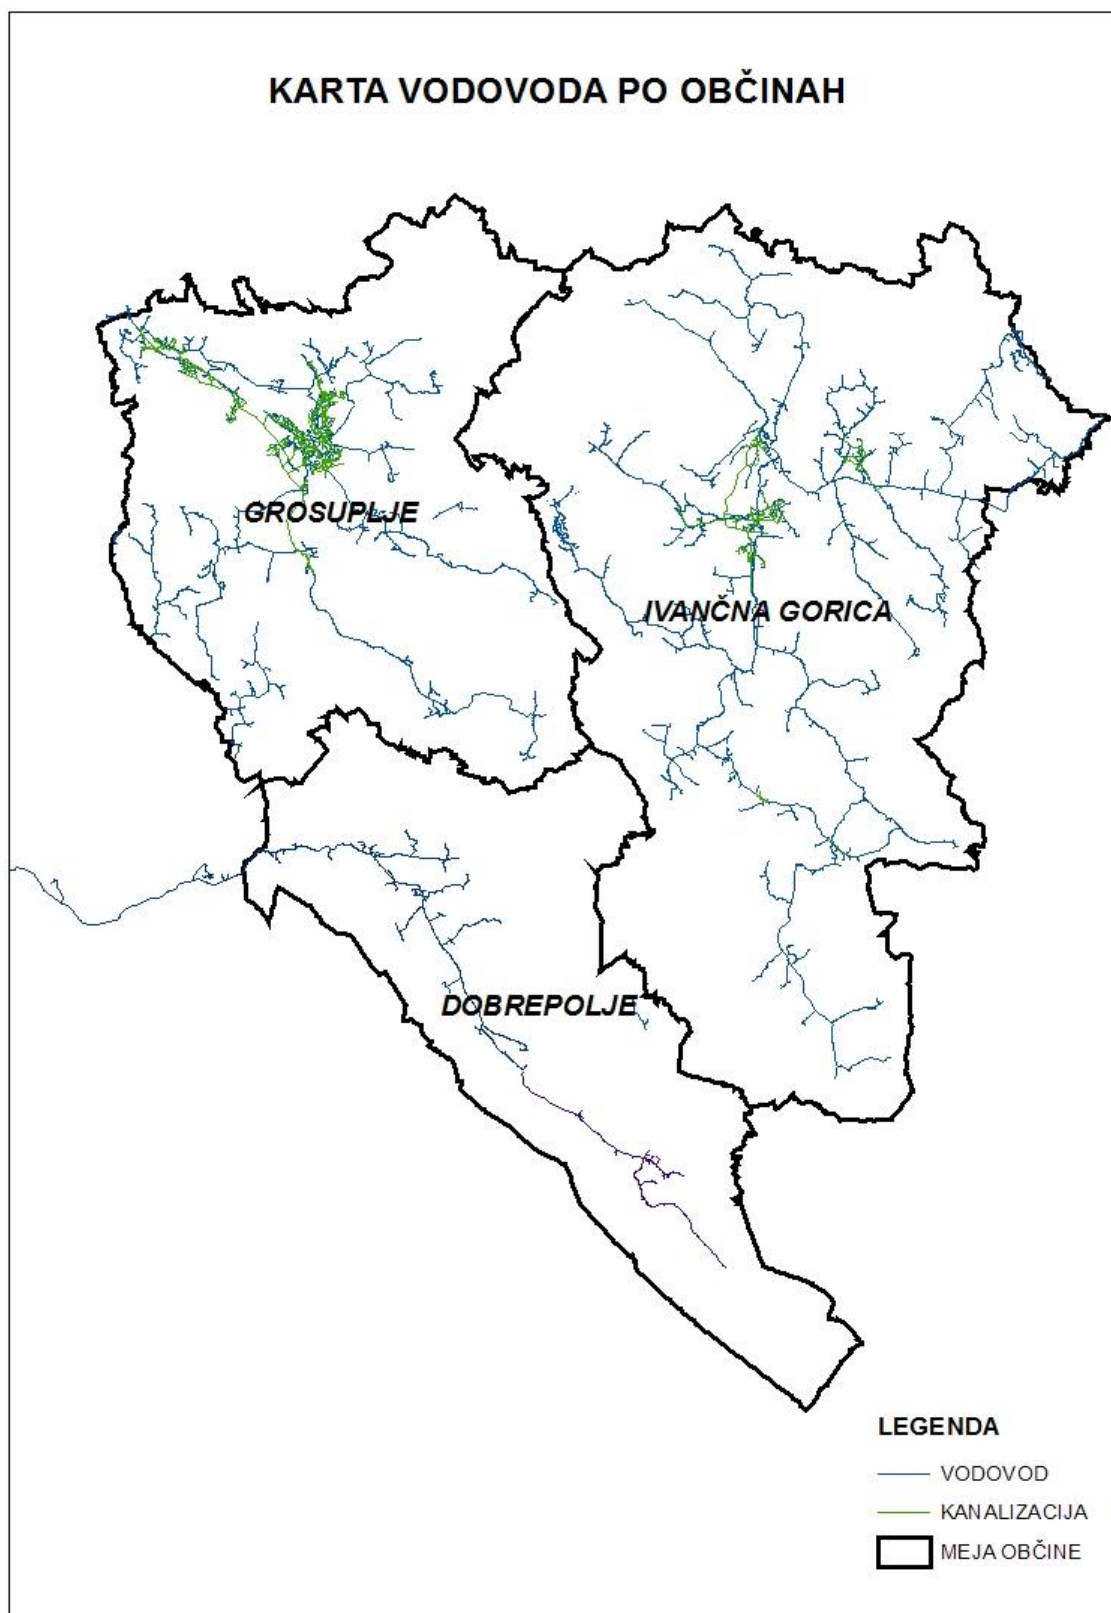 KARTA VODOVODA PO OBČINAH
GROSUPLJE
IVANČNA GORICA
DOBREPOLJE
LEGENDA
VODOVOD
KANALIZACIJA
MEJA OBČINE